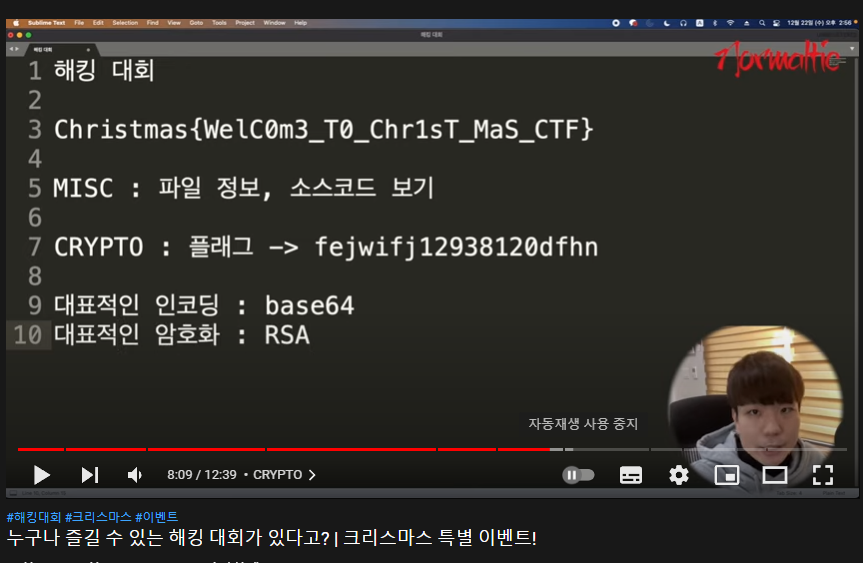 Sublime Text File Edit Selection Find View Goto Tools Project Window Help 12월 22일 (수) 오후 2:56
해킹 대회
해킹 대회
Normaltic
1 해킹 대회
2
3 Christmas{WelC0m3_T0_Chr1sT_MaS_CTF}
4
5 MISC : 파일 정보, 소스코드 보기
6
7 CRYPTO : 플래그 -> fejwifj12938120dfhn
8
9 대표적인 인코딩 : base64
10 대표적인 암호화 : RSA
자동재생 사용 중지
8:09 / 12:39 • CRYPTO >
#해킹대회 #크리스마스 #이벤트
누구나 즐길 수 있는 해킹 대회가 있다고? | 크리스마스 특별 이벤트!